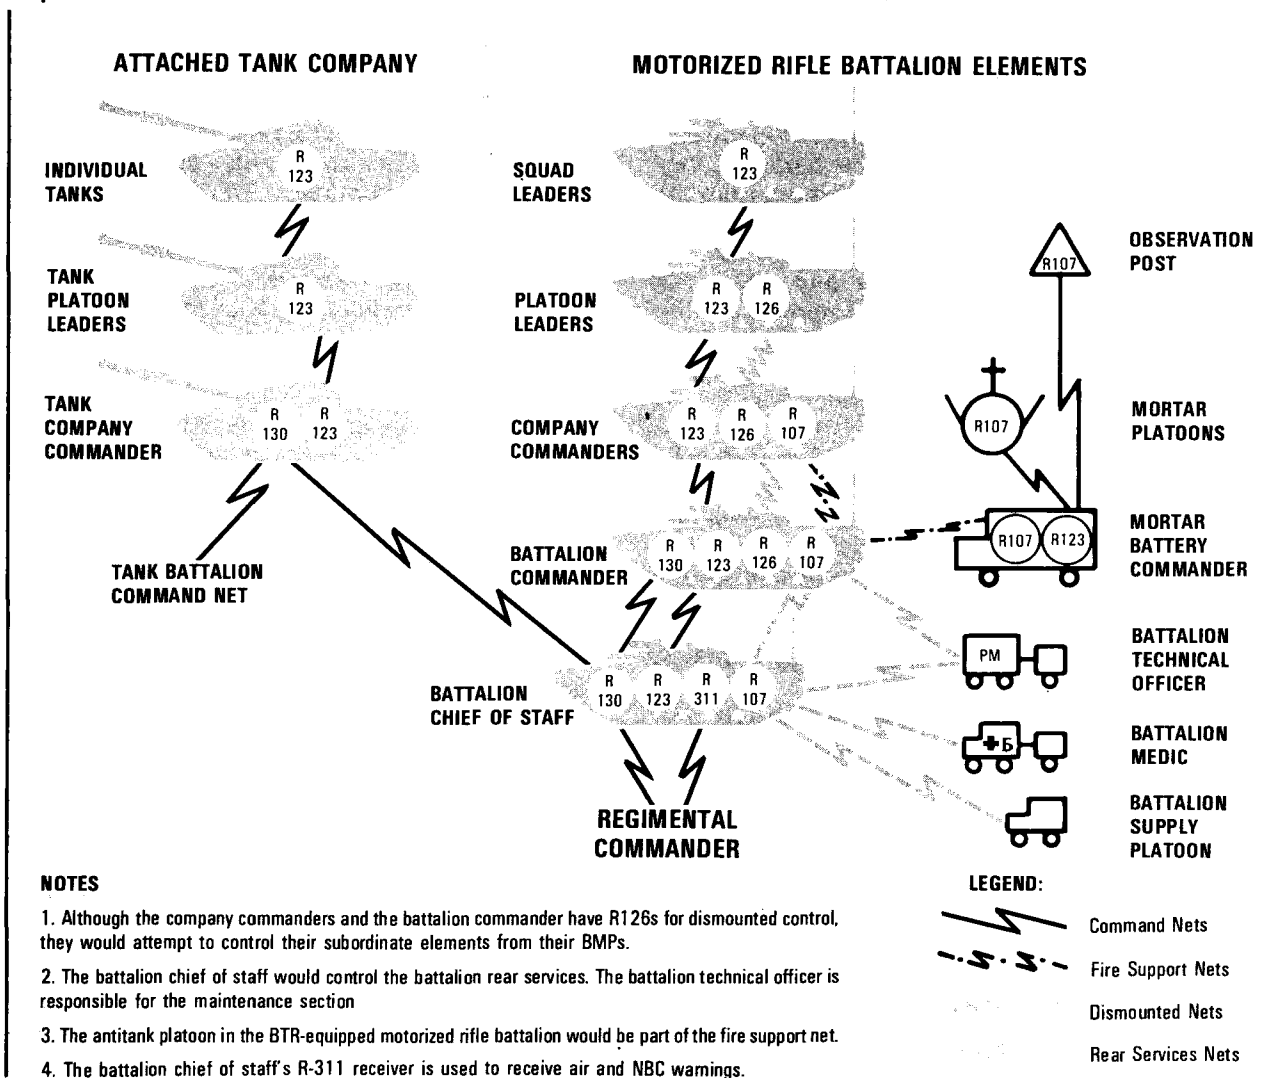 ATTACHED TANK COMPANY
MOTORIZED RIFLE BATTALION ELEMENTS
INDIVIDUAL
TANKS
R
123
TANK
PLATOON
LEADERS
R
123
TANK
COMPANY
COMMANDER
R
130
R
123
TANK BATTALION
COMMAND NET
SQUAD
LEADERS
R
123
PLATOON
LEADERS
R
123
R
126
COMPANY
COMMANDERS
R
123
R
126
R
107
BATTALION
COMMANDER
R
130
R
123
R
126
R
107
BATTALION
CHIEF OF STAFF
R
130
R
123
R
311
R
107
REGIMENTAL
COMMANDER
R107
OBSERVATION
POST
R107
MORTAR
PLATOONS
R107
R123
MORTAR
BATTERY
COMMANDER
PM
BATTALION
TECHNICAL
OFFICER
Б
BATTALION
MEDIC
BATTALION
SUPPLY
PLATOON
NOTES
1. Although the company commanders and the battalion commander have R126s for dismounted control,
they would attempt to control their subordinate elements from their BMPs.
2. The battalion chief of staff would control the battalion rear services. The battalion technical officer is
responsible for the maintenance section
3. The antitank platoon in the BTR-equipped motorized rifle battalion would be part of the fire support net.
4. The battalion chief of staff's R-311 receiver is used to receive air and NBC warnings.
LEGEND:
Command Nets
Fire Support Nets
Dismounted Nets
Rear Services Nets